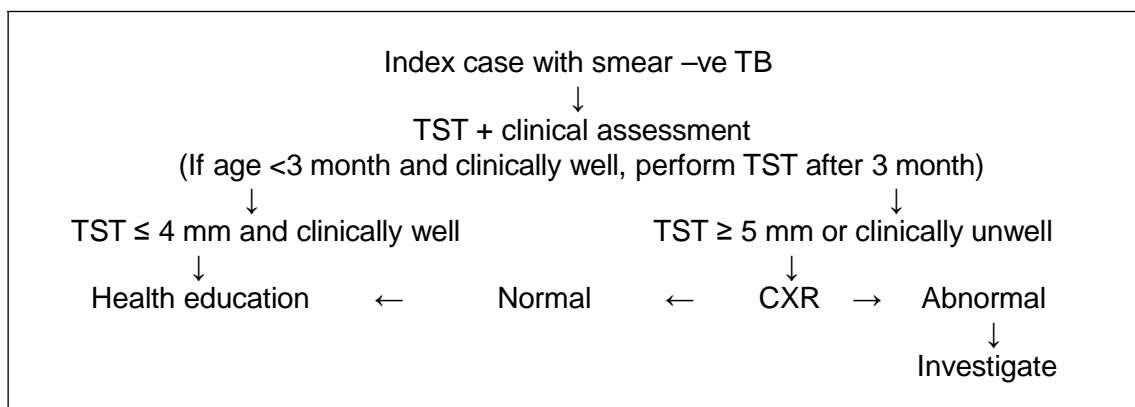 Index case with smear –ve TB
↓
TST + clinical assessment
(If age <3 month and clinically well, perform TST after 3 month)
↓ ↓
TST ≤ 4 mm and clinically well TST ≥ 5 mm or clinically unwell
↓ ↓
Health education ← Normal ← CXR → Abnormal
↓
Investigate